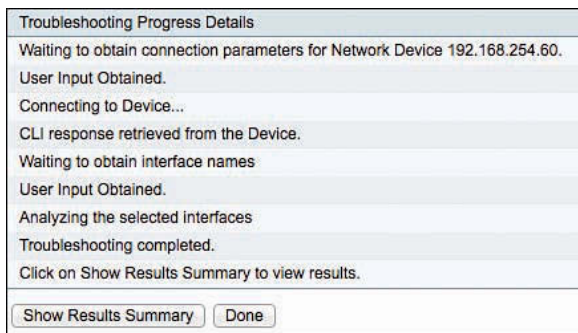 Troubleshooting Progress Details
Waiting to obtain connection parameters for Network Device 192.168.254.60.
User Input Obtained.
Connecting to Device...
CLI response retrieved from the Device.
Waiting to obtain interface names
User Input Obtained.
Analyzing the selected interfaces
Troubleshooting completed.
Click on Show Results Summary to view results.
Show Results Summary Done